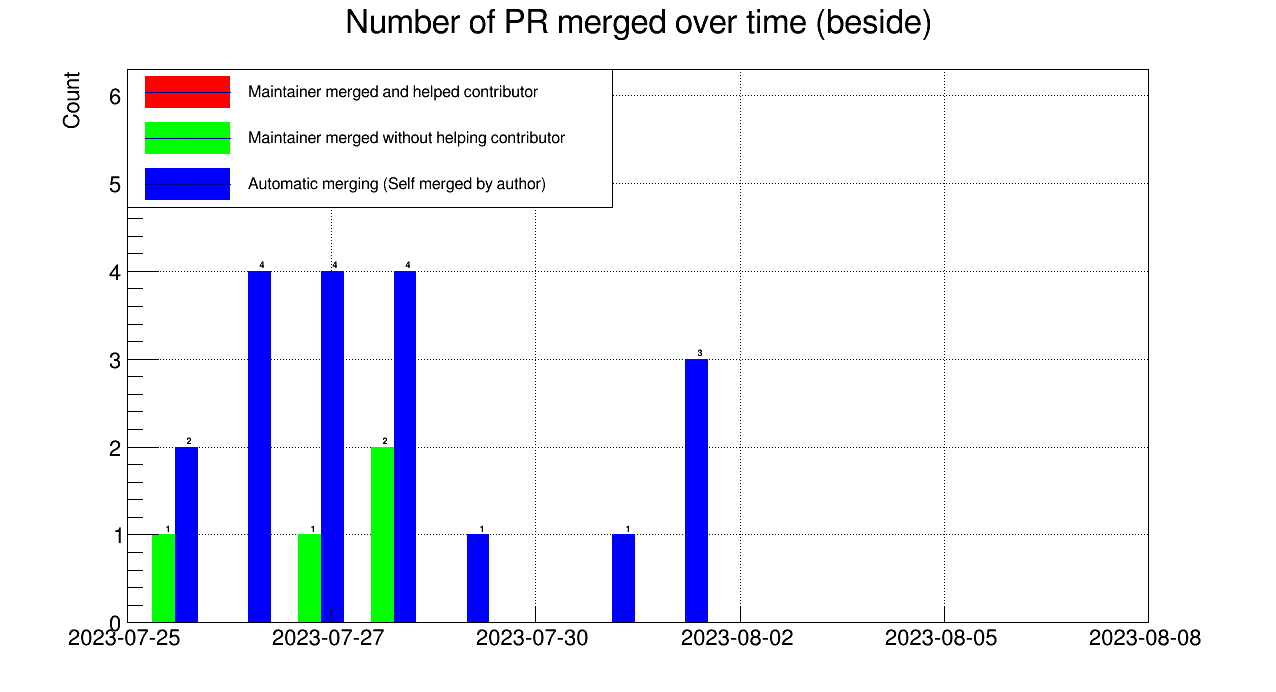 Number of PR merged over time (beside)
Count
6
5
4
3
2
1
0
Maintainer merged and helped contributor
Maintainer merged without helping contributor
Automatic merging (Self merged by author)
1
2
4
1
4
2
4
1
1
3
2023-07-25 2023-07-27 2023-07-30 2023-08-02 2023-08-05 2023-08-08